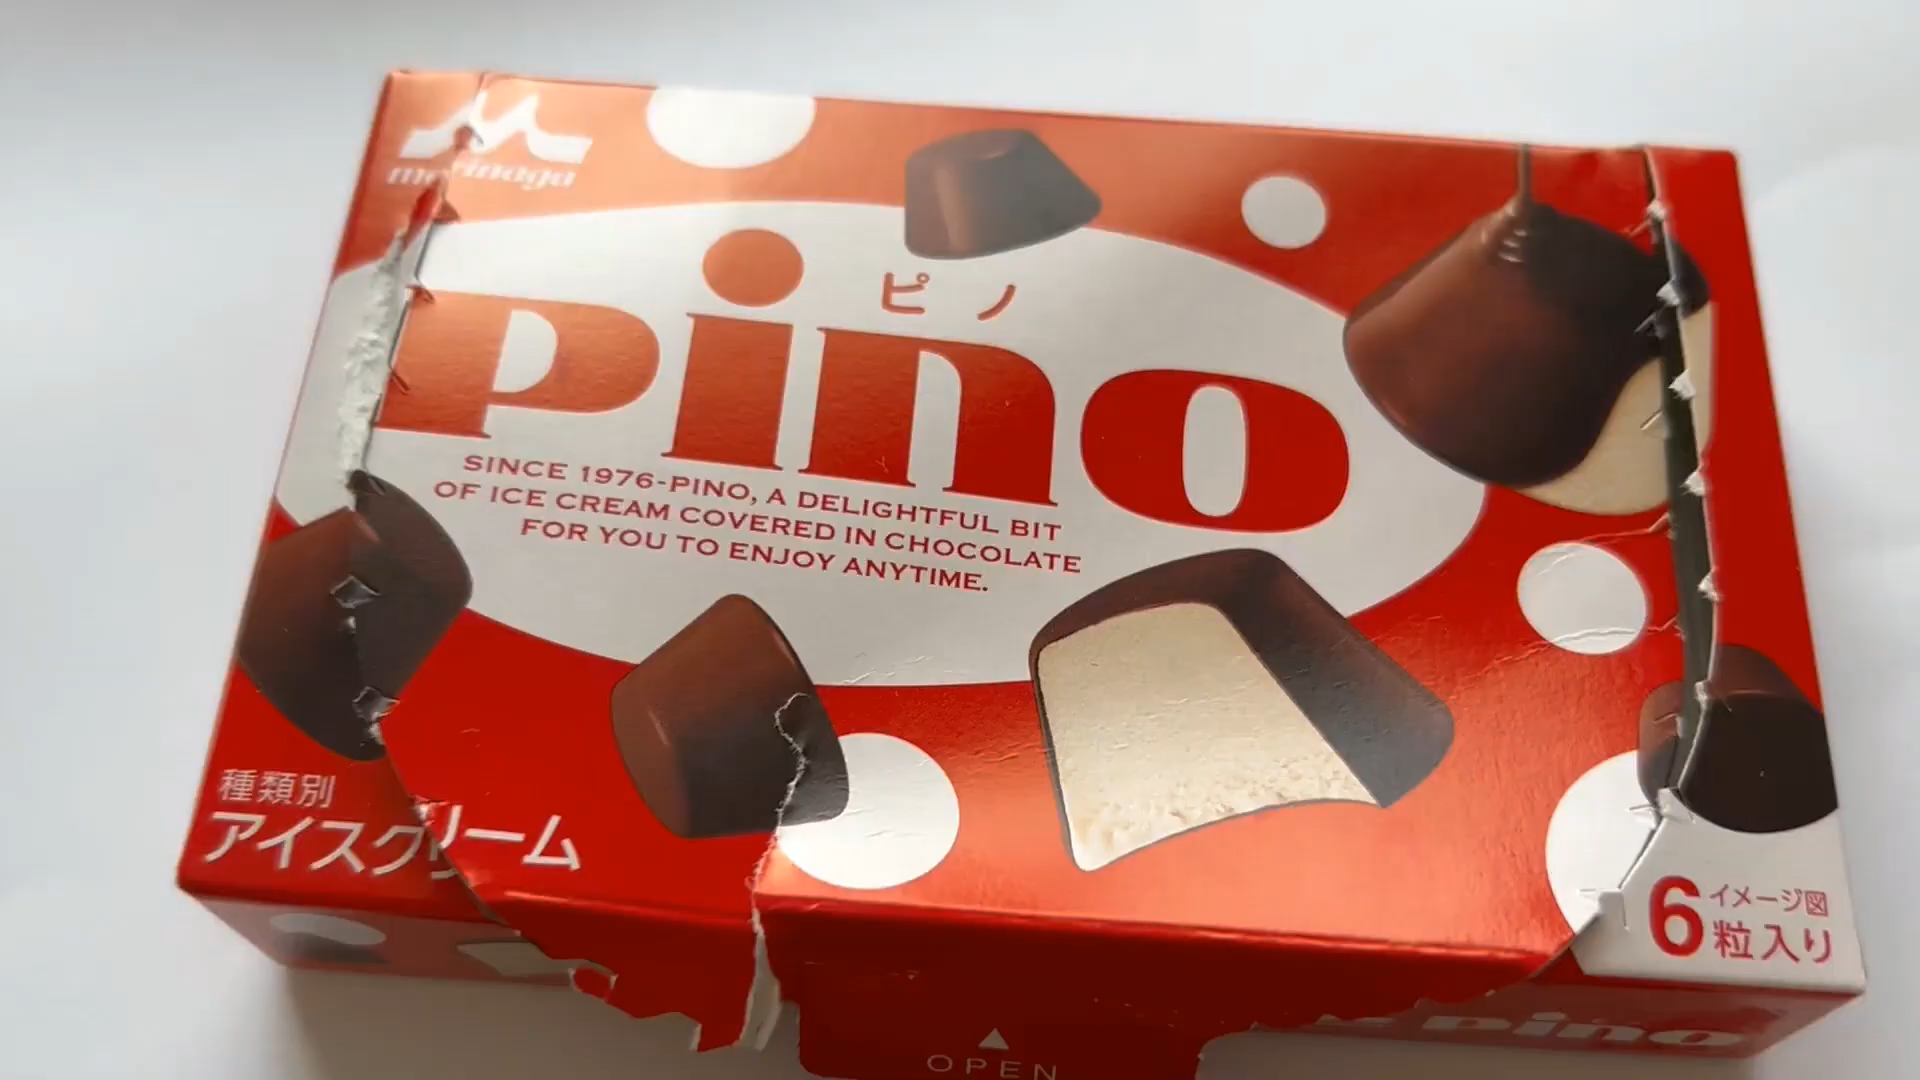 morinaga
ピノ
pino
SINCE 1976-PINO, A DELIGHTFUL BIT
OF ICE CREAM COVERED IN CHOCOLATE
FOR YOU TO ENJOY ANYTIME.
種類別
アイスクリーム
イメージ図
6粒入り
pino
OPEN